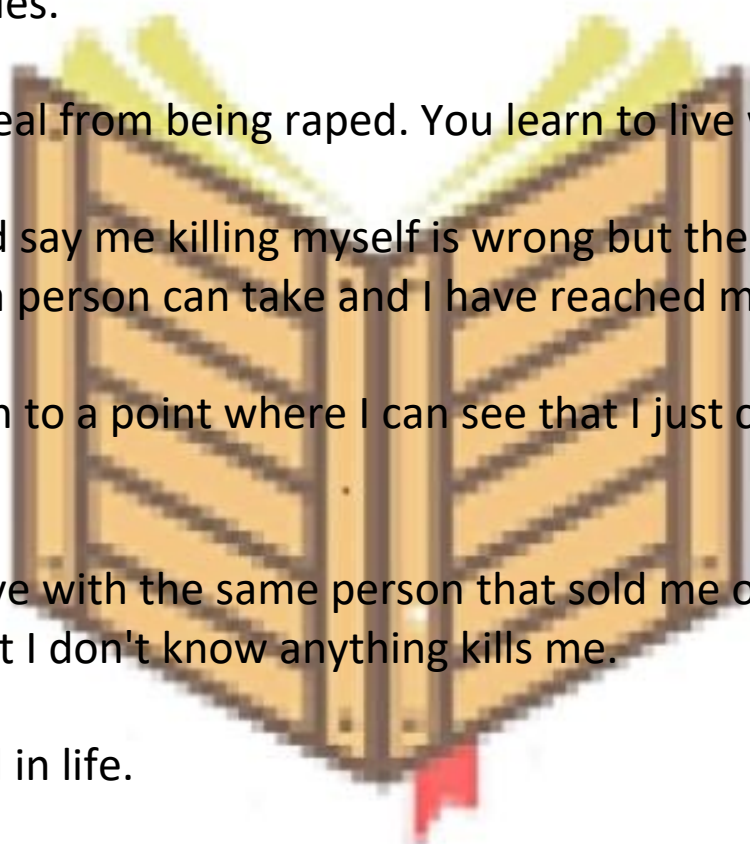 les.
eal from being raped. You learn to live
d say me killing myself is wrong but the
person can take and I have reached m
n to a point where I can see that I just
ve with the same person that sold me o
t I don't know anything kills me.
in life.